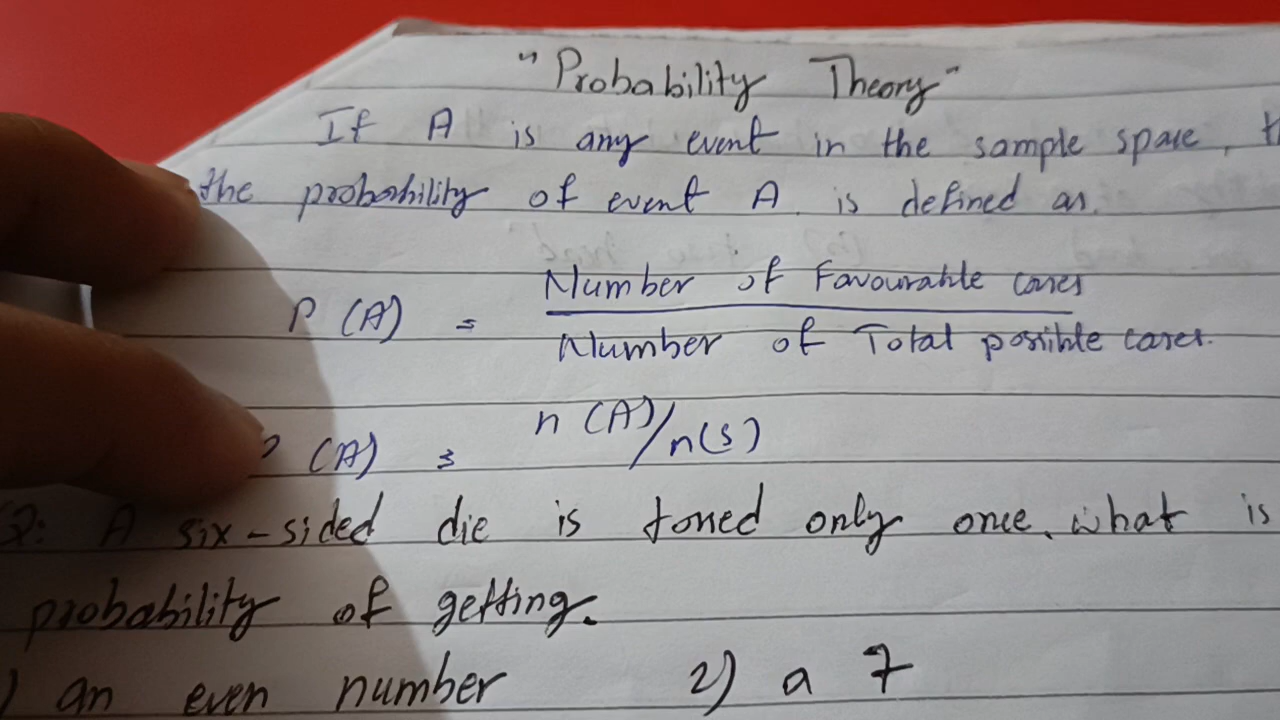 "Probability Theory"
If A is any event in the sample space,
the probability of event A. is defined as.
P (A) = Number of Favourable cases
Number of Total possible cases.
(A) = n (A)/n(s)
Q: A six-sided die is tossed only once. what is
probability of getting.
) an even number 2) a 7